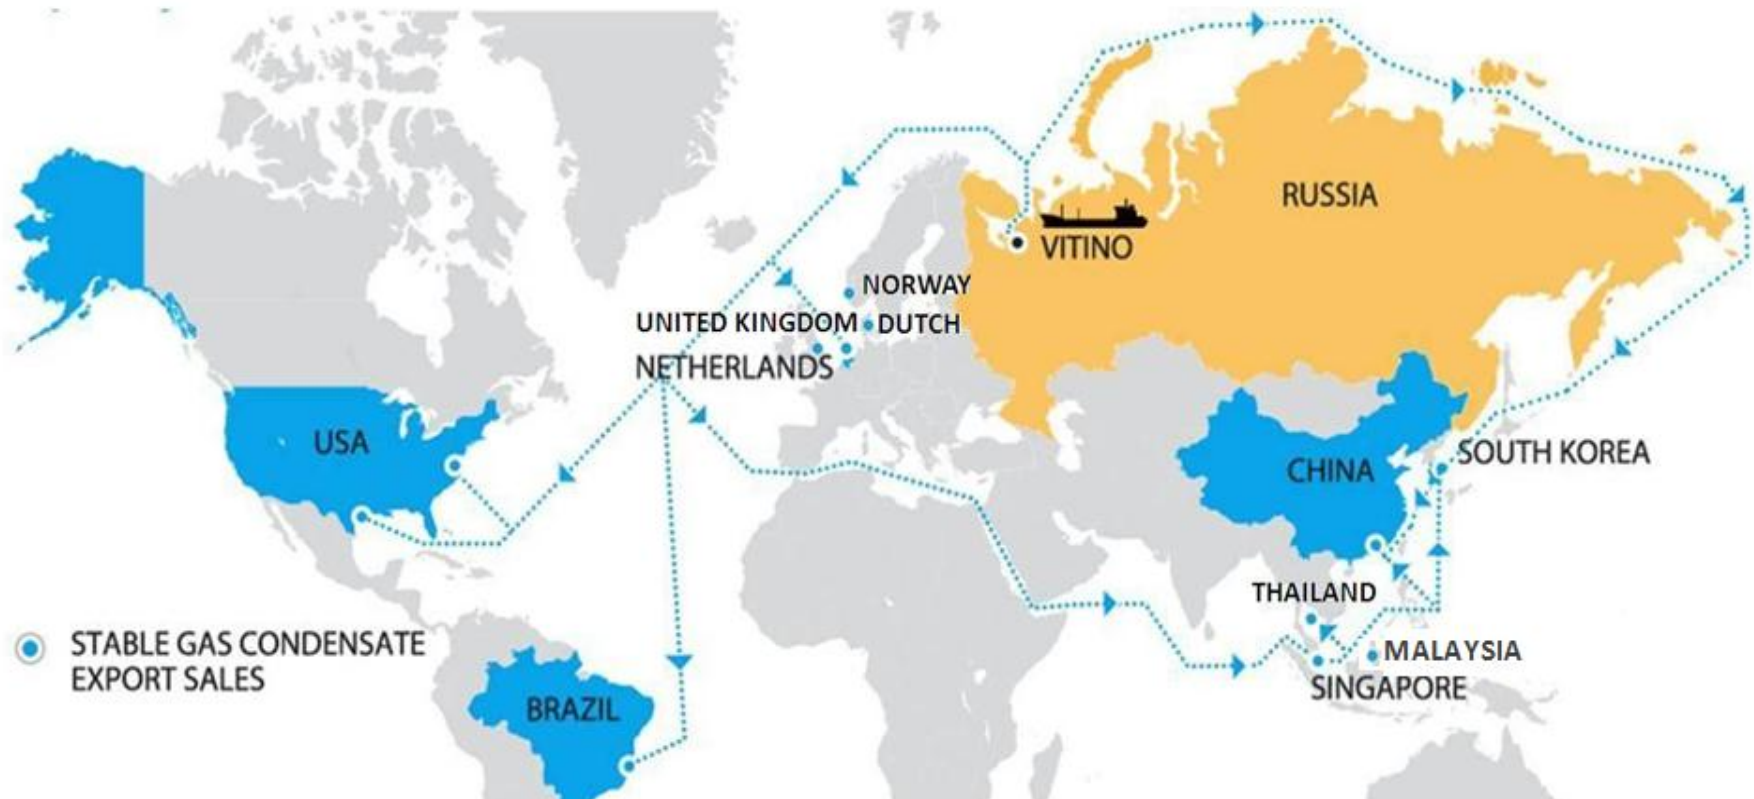 RUSSIA
VITINO
NORWAY
UNITED KINGDOM
DUTCH
NETHERLANDS
USA
CHINA
SOUTH KOREA
THAILAND
MALAYSIA
SINGAPORE
STABLE GAS CONDENSATE
EXPORT SALES
BRAZIL